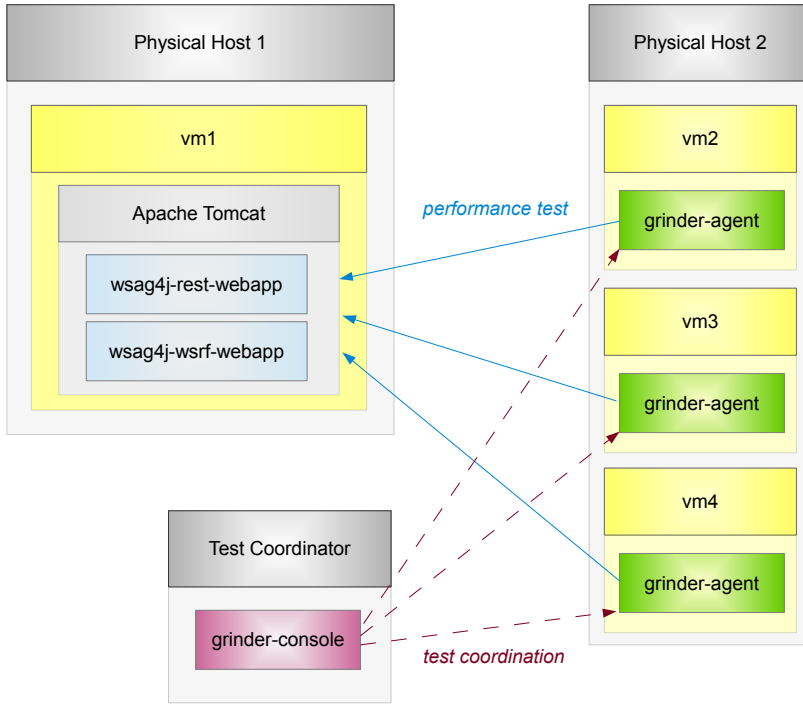 Physical Host 1
vm1
Apache Tomcat
wsag4j-rest-webapp
wsag4j-wsrf-webapp
performance test
Physical Host 2
vm2
grinder-agent
vm3
grinder-agent
vm4
grinder-agent
Test Coordinator
grinder-console
test coordination